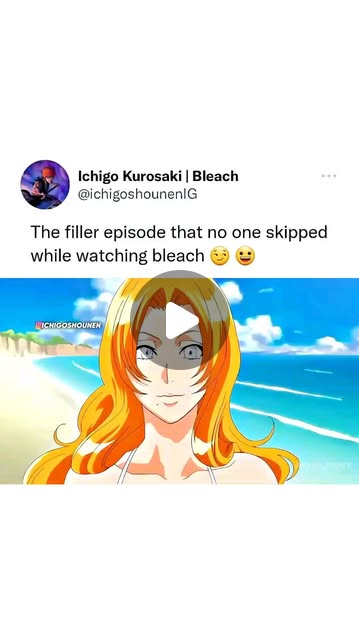 Ichigo Kurosaki | Bleach
@ichigoshounenIG
The filler episode that no one skipped
while watching bleach 😏 😀
@ICHIGOSHOUNEN